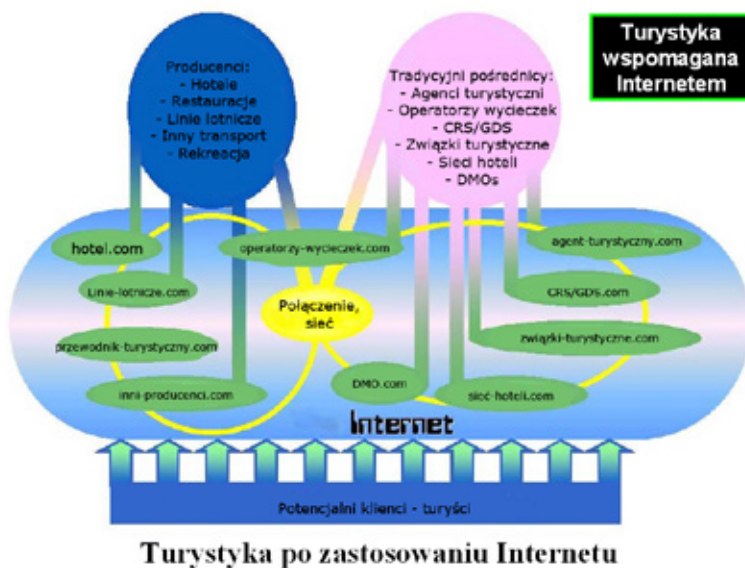 Turystyka
wspomagana
Internetem
Producenci:
- Hotele
- Restauracje
- Linie lotnicze
- Inny transport
- Rekreacja
Tradycyjni pośrednicy:
- Agenci turystyczni
- Operatorzy wycieczek
- CRS/GDS
- Związki turystyczne
- Sieci hoteli
- DMOs
hotel.com
operatorzy-wycieczek.com
agent-turystyczny.com
Linie-lotnicze.com
CRS/GDS.com
Połączenie,
sieć
przewodnik-turystyczny.com
związki-turystyczne.com
inni-producenci.com
DMO.com
sieć-hoteli.com
Internet
Potencjalni klienci - turyści
Turystyka po zastosowaniu Internetu